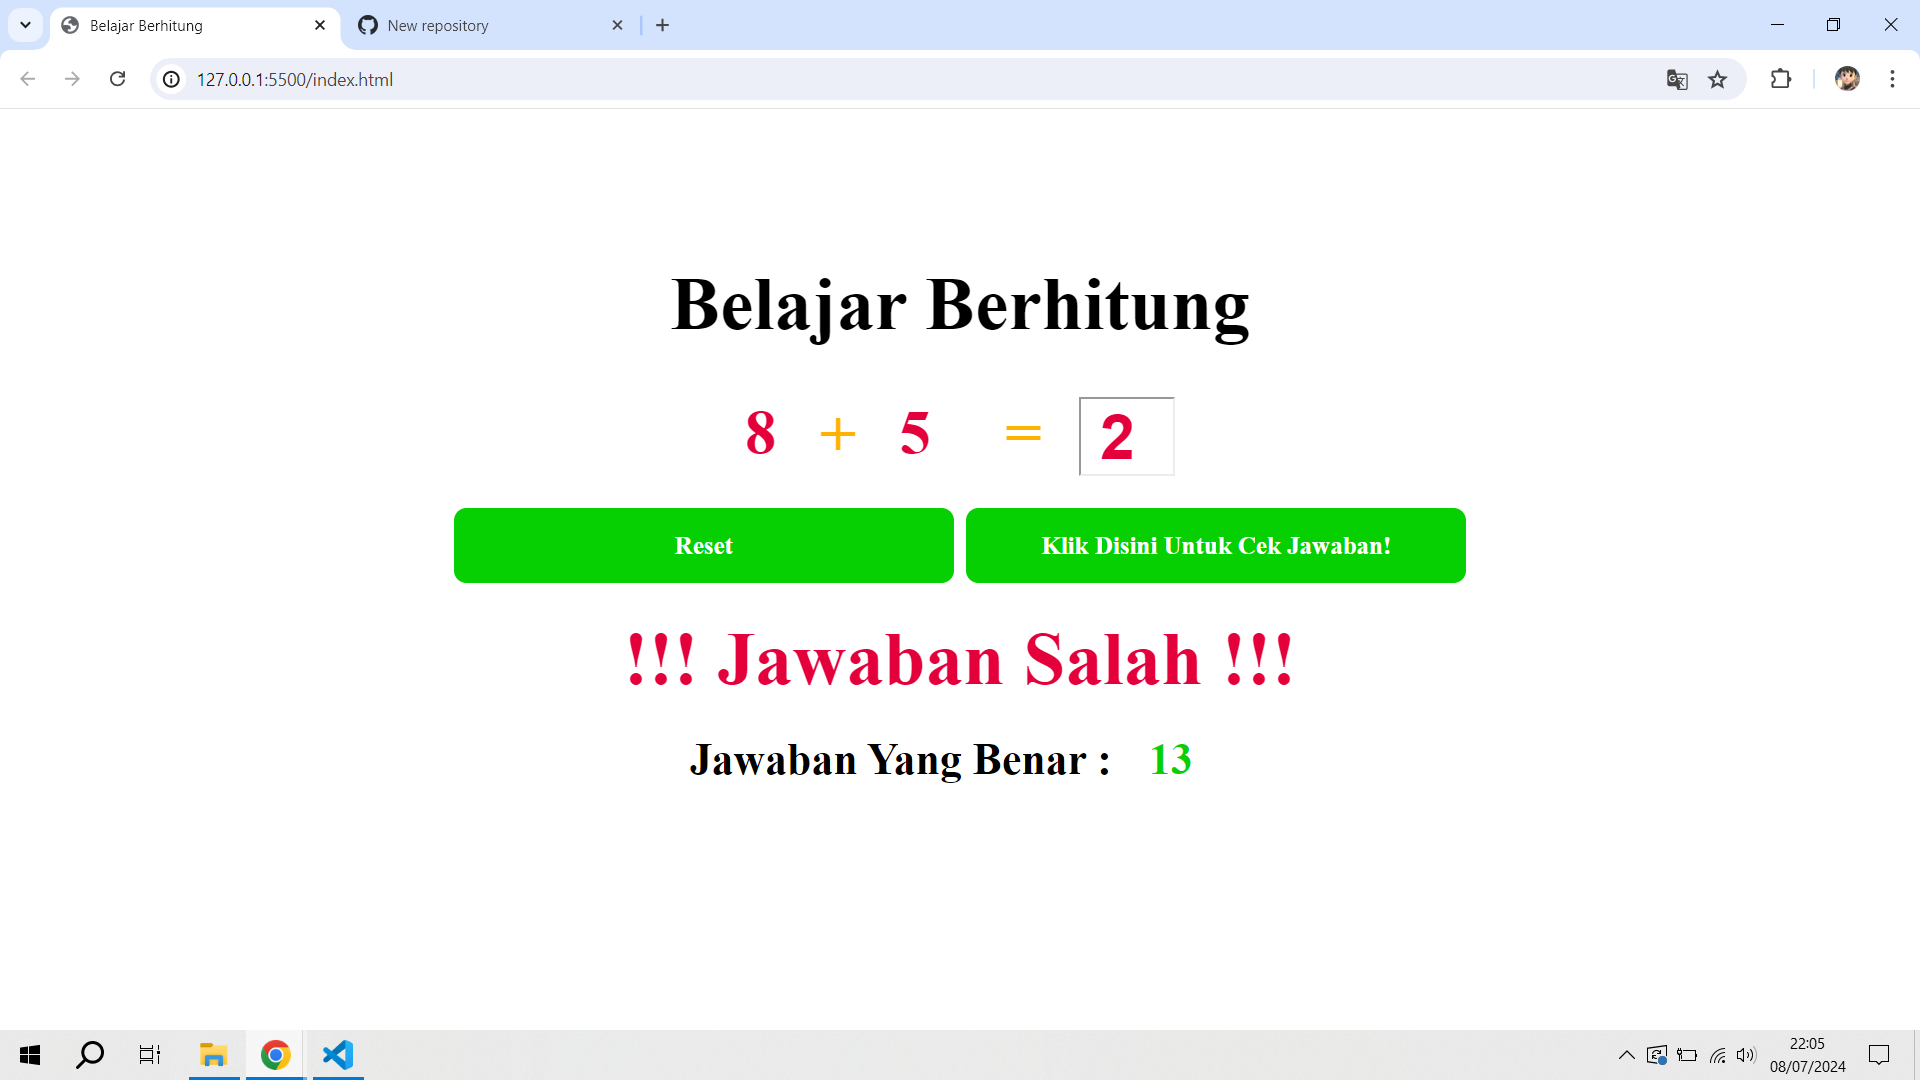 Belajar Berhitung
New repository
127.0.0.1:5500/index.html
Belajar Berhitung
8 + 5 = 2
Reset
Klik Disini Untuk Cek Jawaban!
!!! Jawaban Salah !!!
Jawaban Yang Benar : 13
22:05
08/07/2024